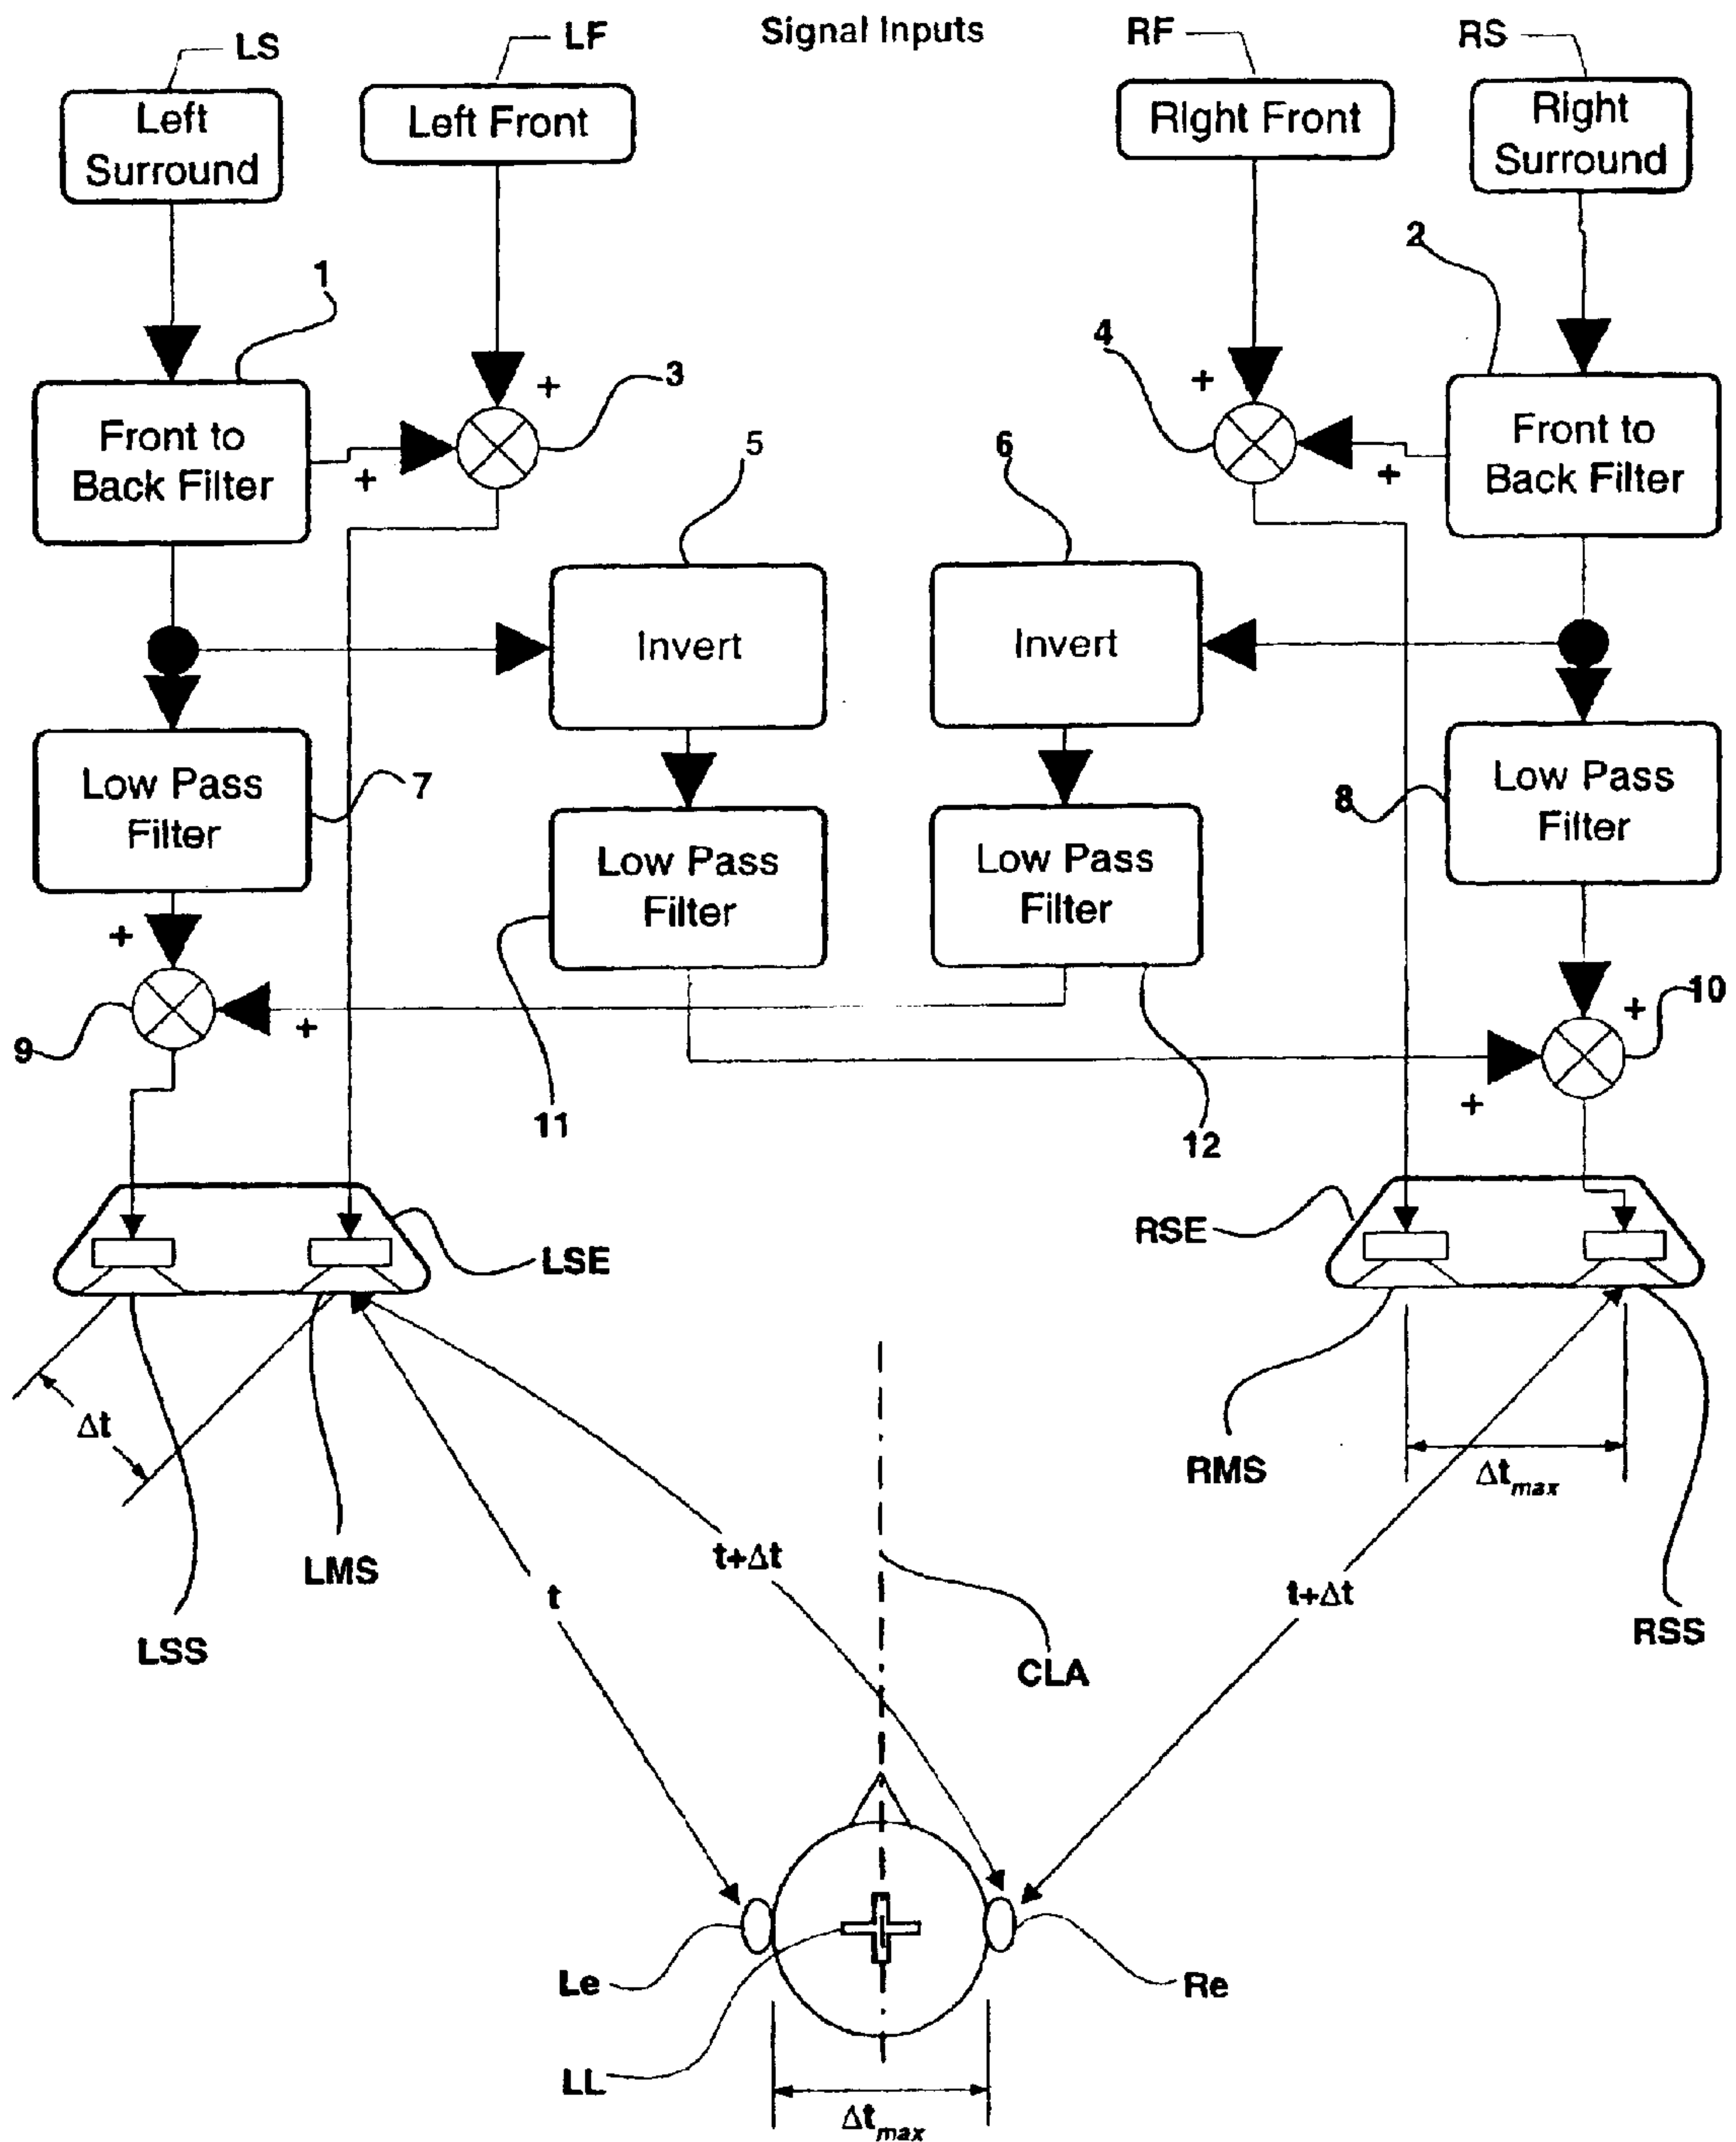 LS
LF
Signal Inputs
RF
RS
Left
Surround
Left Front
Right Front
Right
Surround
1
2
3
4
+
+
Front to
Back Filter
+
+
Front to
Back Filter
5
6
Invert
Invert
Low Pass
Filter
7
8
Low Pass
Filter
Low Pass
Filter
Low Pass
Filter
+
+
9
10
+
+
11
12
LSE
RSE
Δt
RMS
Δtmax
LMS
t+Δt
t
t+Δt
LSS
CLA
RSS
Le
Re
LL
Δtmax